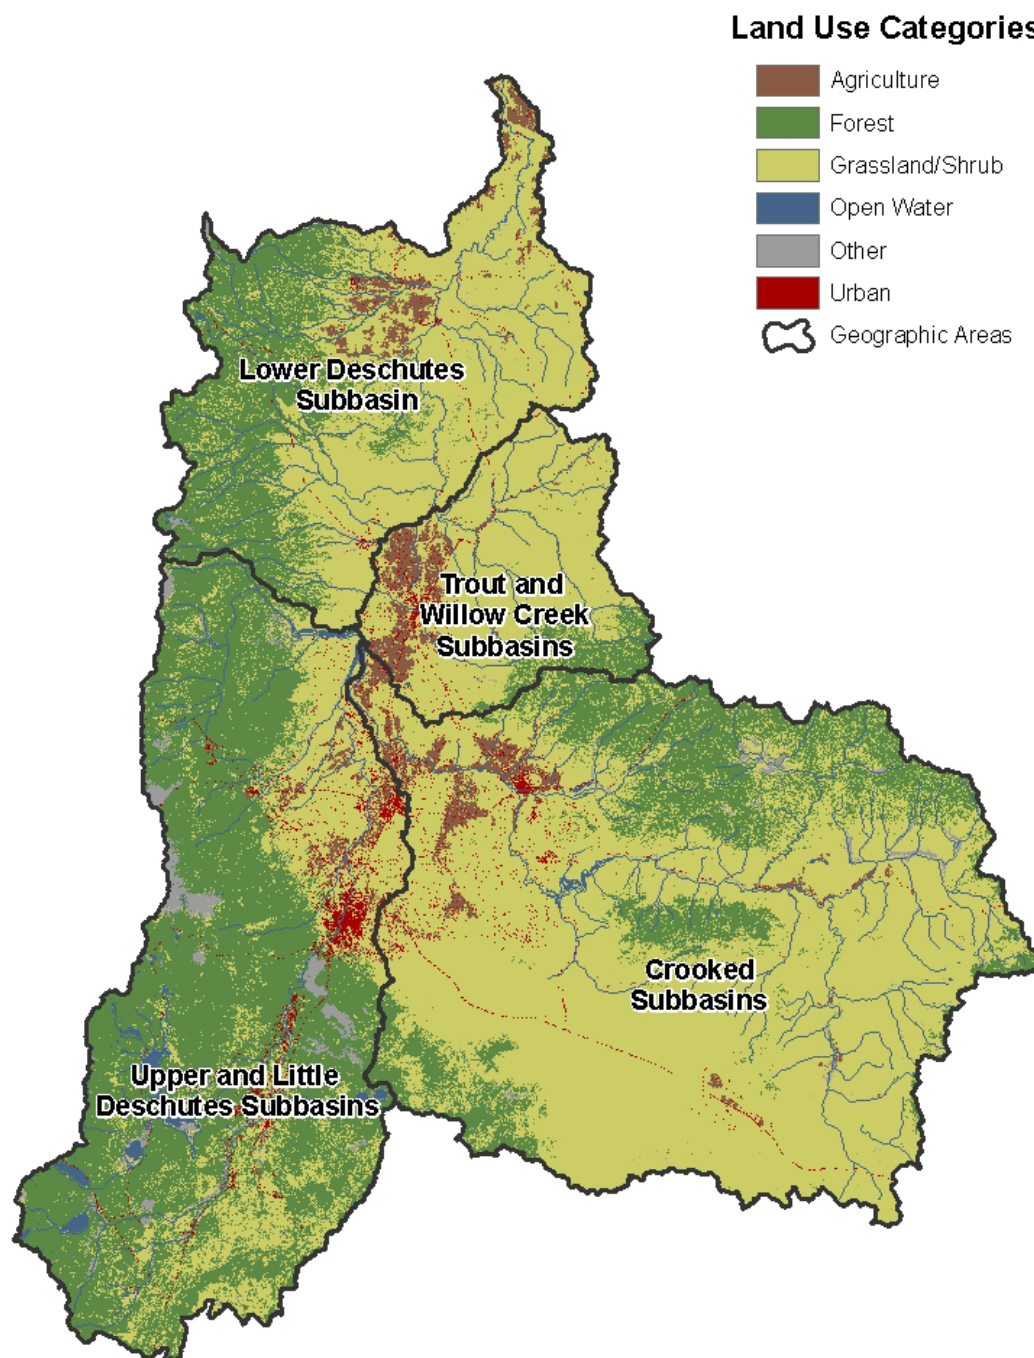 Land Use Categories
Agriculture
Forest
Grassland/Shrub
Open Water
Other
Urban
Geographic Areas
Lower Deschutes
Subbasin
Trout and
Willow Creek
Subbasins
Crooked
Subbasins
Upper and Little
Deschutes Subbasins